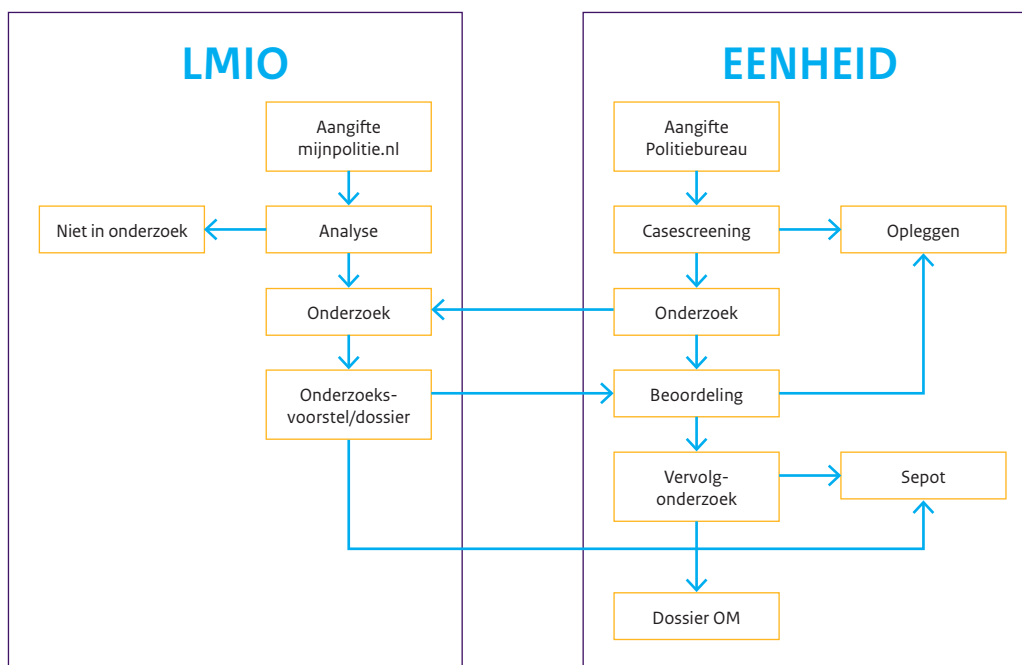 LMIO
Aangifte
mijnpolitie.nl
Niet in onderzoek
Analyse
Onderzoek
Onderzoeks-
voorstel/dossier
EENHEID
Aangifte
Politiebureau
Casescreening
Opleggen
Onderzoek
Beoordeling
Vervolg-
onderzoek
Sepot
Dossier OM